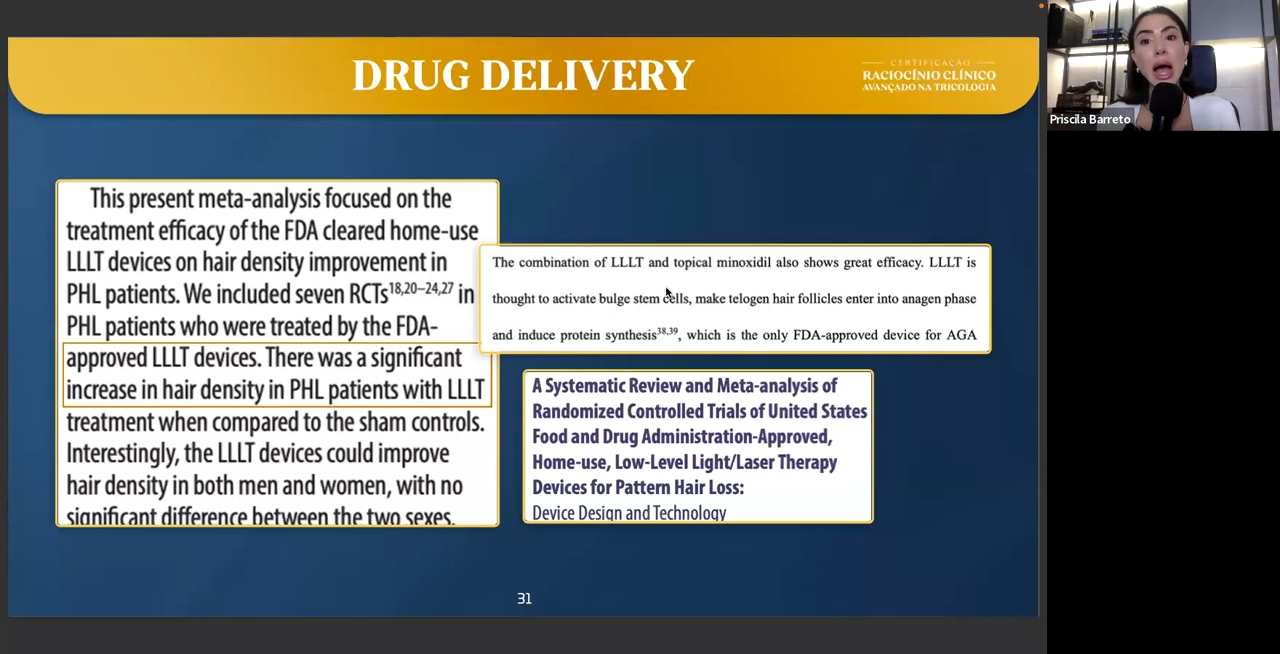 DRUG DELIVERY
CERTIFICAÇÃO
RACIOCÍNIO CLÍNICO
AVANÇADO NA TRICOLOGIA
Priscila Barreto
This present meta-analysis focused on the
treatment efficacy of the FDA cleared home-use
LLLT devices on hair density improvement in
PHL patients. We included seven RCTs18,20–24,27 in
PHL patients who were treated by the FDA-
approved LLLT devices. There was a significant
increase in hair density in PHL patients with LLLT
treatment when compared to the sham controls.
Interestingly, the LLLT devices could improve
hair density in both men and women, with no
significant difference between the two sexes.
The combination of LLLT and topical minoxidil also shows great efficacy. LLLT is
thought to activate bulge stem cells, make telogen hair follicles enter into anagen phase
and induce protein synthesis38,39, which is the only FDA-approved device for AGA
A Systematic Review and Meta-analysis of
Randomized Controlled Trials of United States
Food and Drug Administration-Approved,
Home-use, Low-Level Light/Laser Therapy
Devices for Pattern Hair Loss:
Device Design and Technology
31